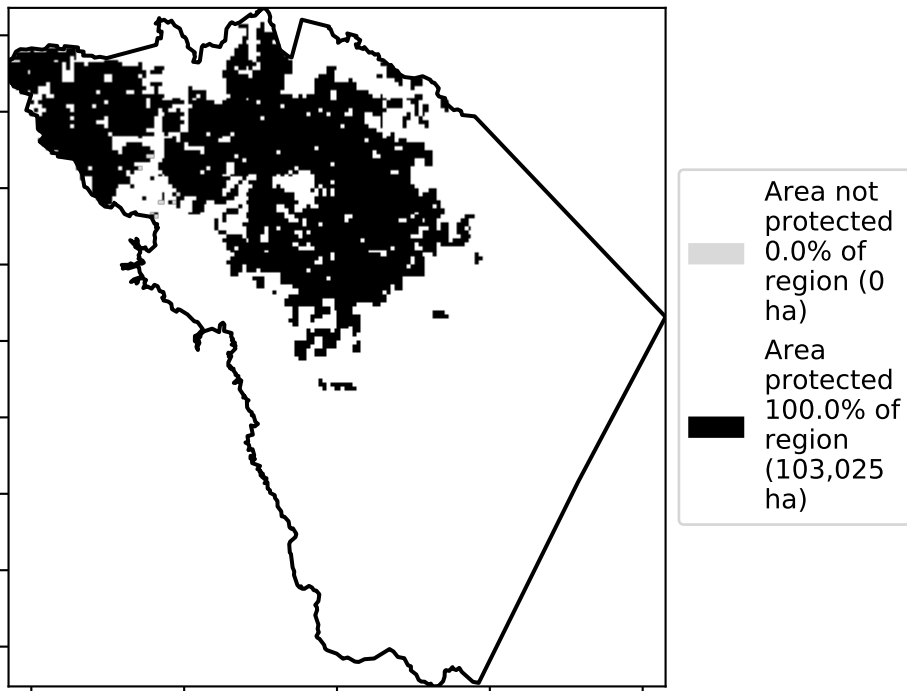 Area not
protected
0.0% of
region (0
ha)
Area
protected
100.0% of
region
(103,025
ha)